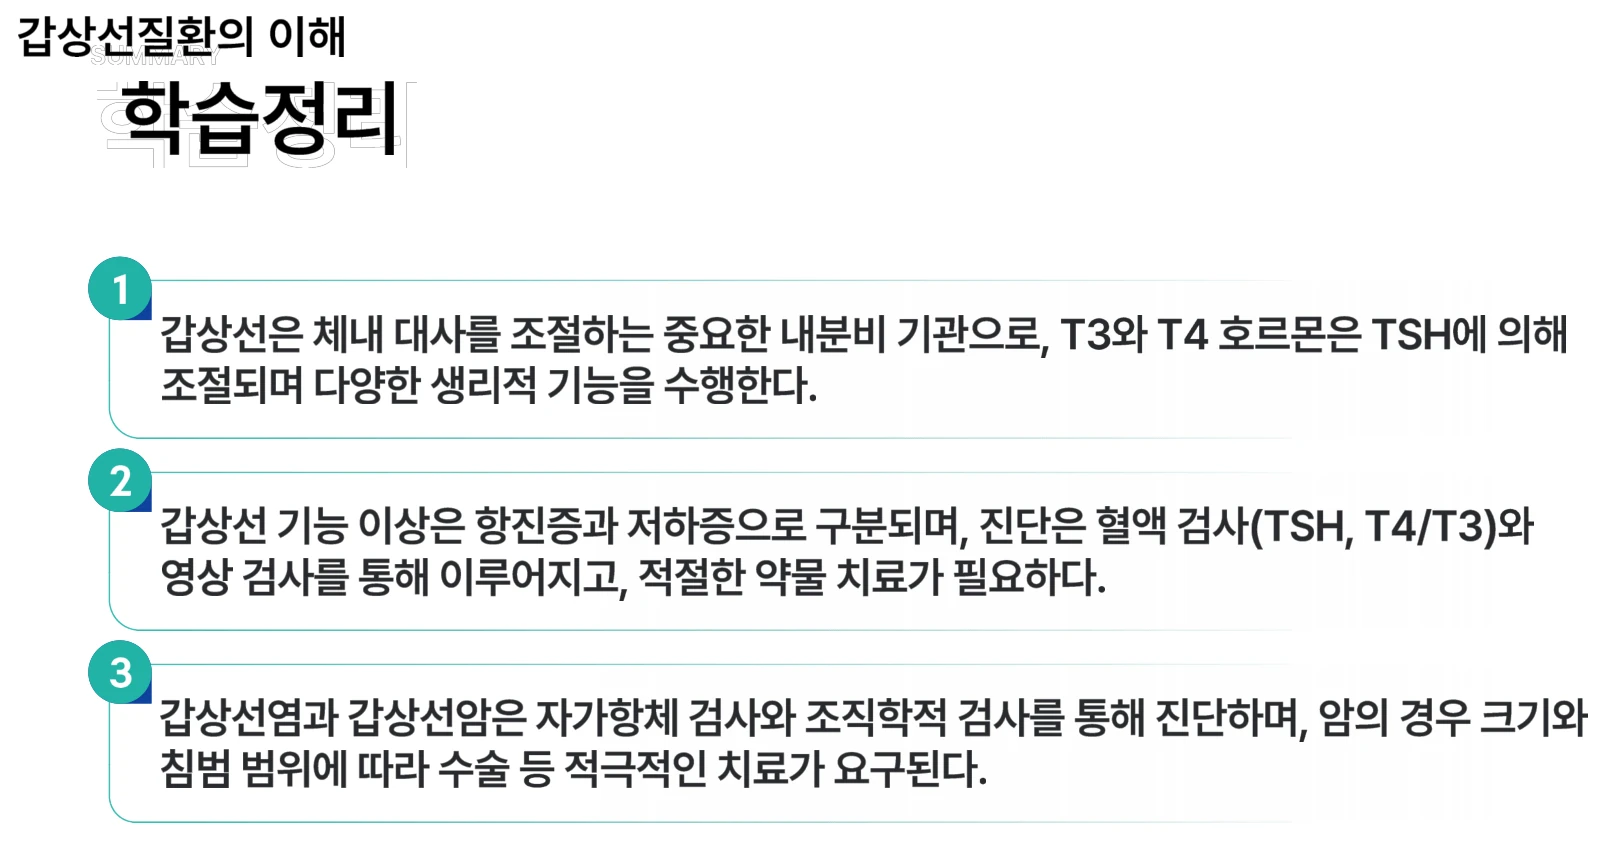 갑상선질환의 이해
SUMMARY
학습정리
1
갑상선은 체내 대사를 조절하는 중요한 내분비 기관으로, T3와 T4 호르몬은 TSH에 의해
조절되며 다양한 생리적 기능을 수행한다.
2
갑상선 기능 이상은 항진증과 저하증으로 구분되며, 진단은 혈액 검사(TSH, T4/T3)와
영상 검사를 통해 이루어지고, 적절한 약물 치료가 필요하다.
3
갑상선염과 갑상선암은 자가항체 검사와 조직학적 검사를 통해 진단하며, 암의 경우 크기와
침범 범위에 따라 수술 등 적극적인 치료가 요구된다.